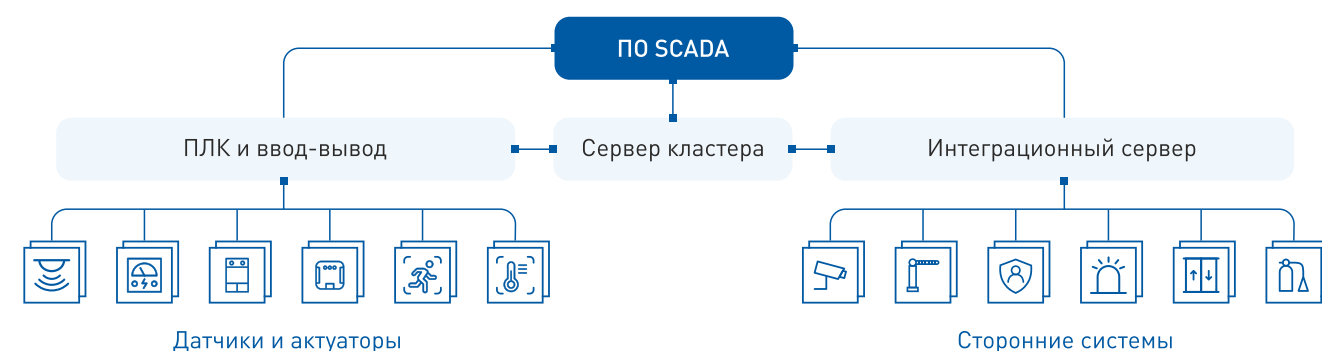 ПО SCADA
ПЛК и ввод-вывод
Сервер кластера
Интеграционный сервер
Датчики и актуаторы
Сторонние системы